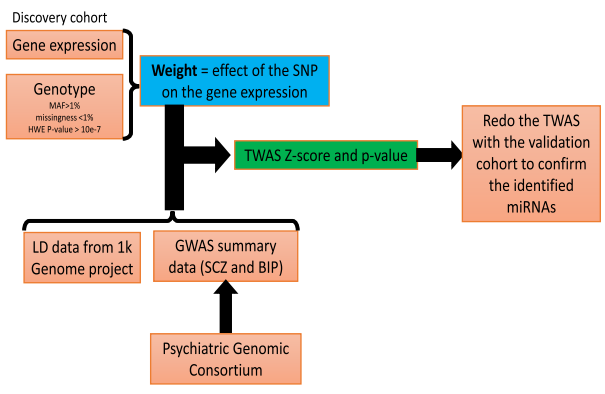 Discovery cohort
Gene expression
Genotype
MAF>1%
missingness <1%
HWE P-value > 10e-7
Weight = effect of the SNP
on the gene expression
TWAS Z-score and p-value
Redo the TWAS
with the validation
cohort to confirm
the identified
miRNAs
LD data from 1k
Genome project
GWAS summary
data (SCZ and BIP)
Psychiatric Genomic
Consortium